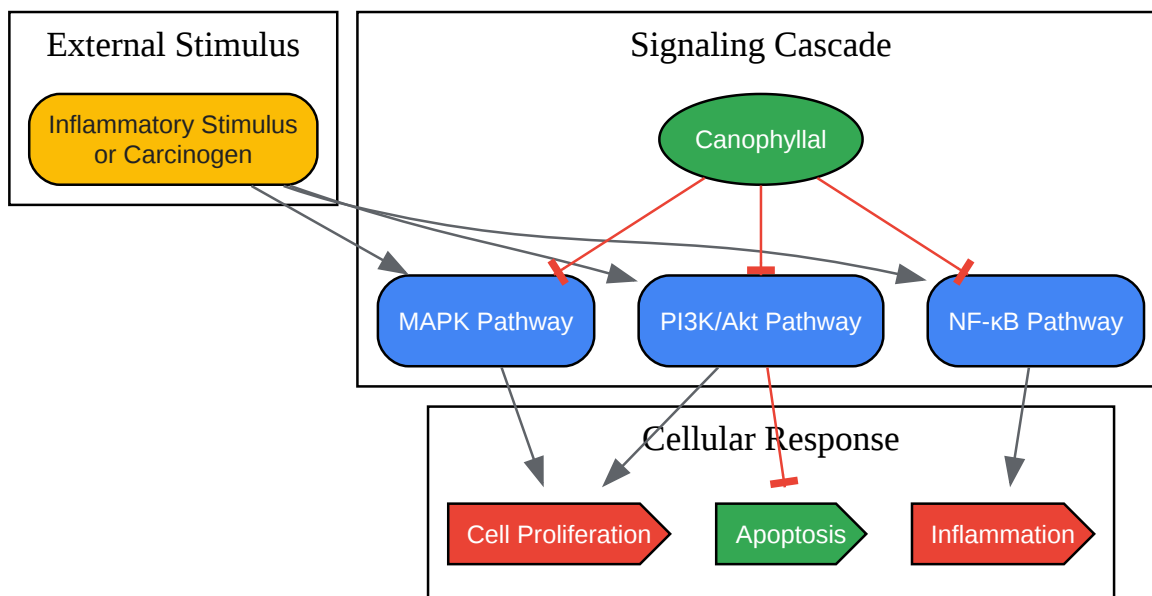 External Stimulus
Signaling Cascade
Inflammatory Stimulus
or Carcinogen
Canophyllal
MAPK Pathway
PI3K/Akt Pathway
NF-κB Pathway
Cellular Response
Cell Proliferation
Apoptosis
Inflammation